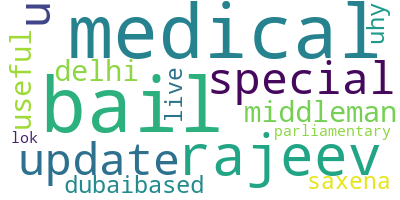 medical
u
uhy
useful
delhi
special
bail
live
middleman
parliamentary
lok
update
rajeev
dubaibased
saxena